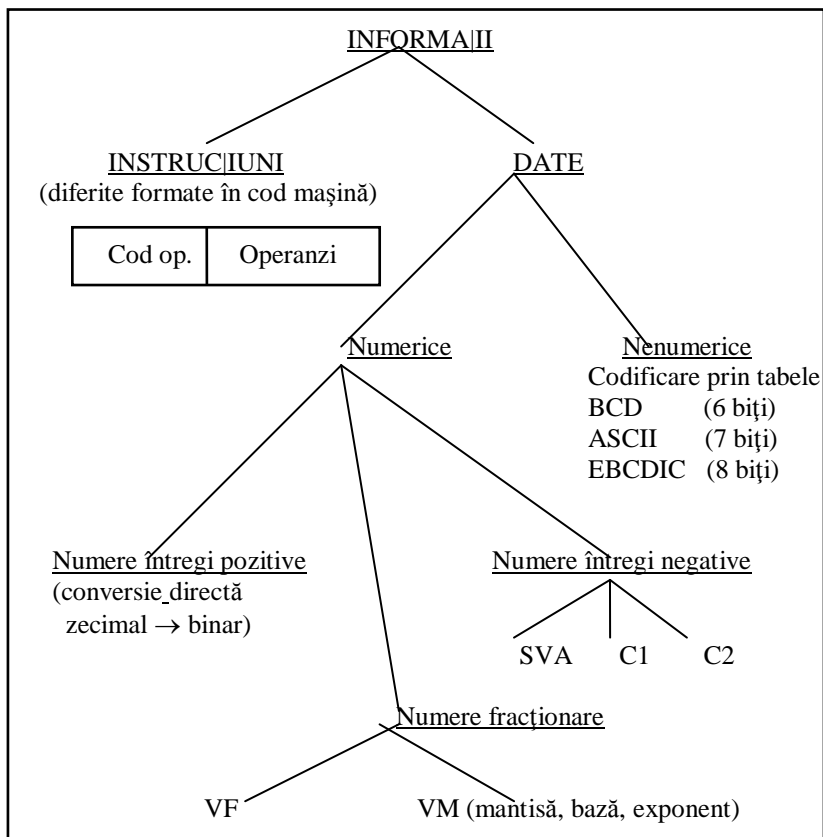 INFORMA|II
INSTRUC|IUNI
(diferite formate în cod maşină)
Cod op. Operanzi
DATE
Numerice
Nenumerice
Codificare prin tabele
BCD (6 biţi)
ASCII (7 biţi)
EBCDIC (8 biţi)
Numere întregi pozitive
(conversie directă
zecimal → binar)
Numere întregi negative
SVA C1 C2
Numere fracţionare
VF VM (mantisă, bază, exponent)